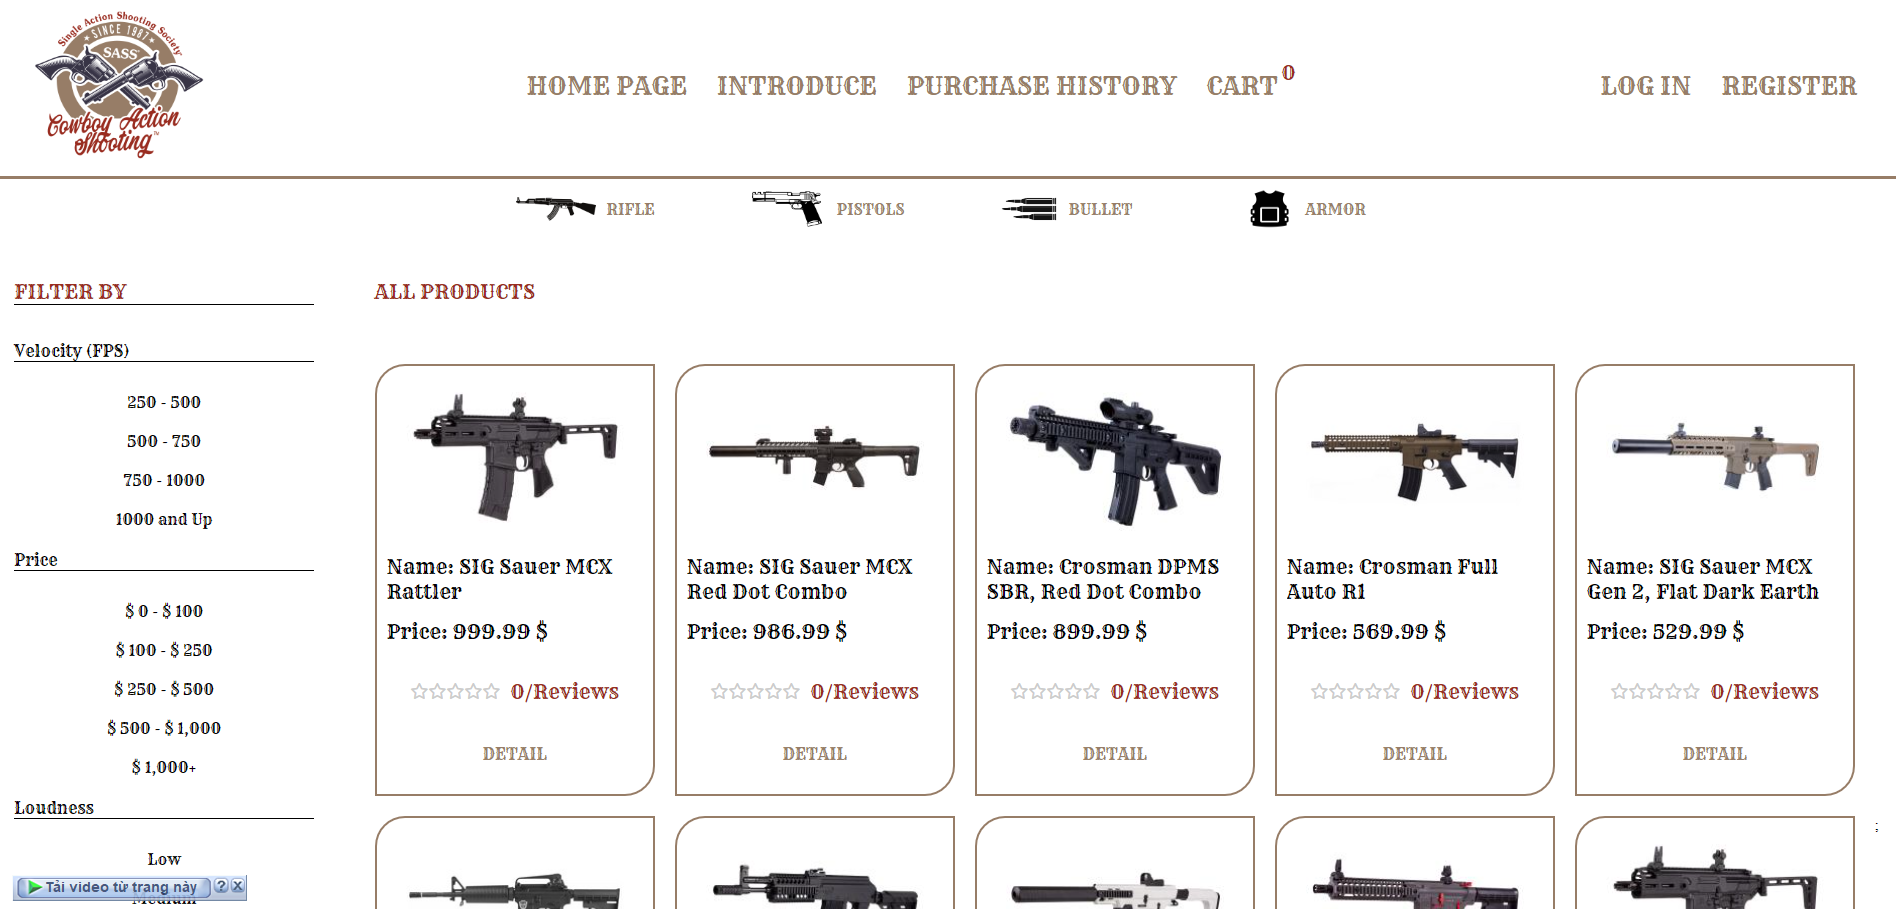 Single Action Shooting Society
★ SINCE 1987 ★
SASS
Cowboy Action
Shooting™
HOME PAGE
INTRODUCE
PURCHASE HISTORY
CART 0
LOG IN
REGISTER
RIFLE
PISTOLS
BULLET
ARMOR
FILTER BY
Velocity (FPS)
250 - 500
500 - 750
750 - 1000
1000 and Up
Price
$ 0 - $ 100
$ 100 - $ 250
$ 250 - $ 500
$ 500 - $ 1,000
$ 1,000+
Loudness
Low
Medium
Tải video từ trang này ? X
ALL PRODUCTS
Name: SIG Sauer MCX
Rattler
Price: 999.99 $
0/Reviews
DETAIL
Name: SIG Sauer MCX
Red Dot Combo
Price: 986.99 $
0/Reviews
DETAIL
Name: Crosman DPMS
SBR, Red Dot Combo
Price: 899.99 $
0/Reviews
DETAIL
Name: Crosman Full
Auto R1
Price: 569.99 $
0/Reviews
DETAIL
Name: SIG Sauer MCX
Gen 2, Flat Dark Earth
Price: 529.99 $
0/Reviews
DETAIL
;